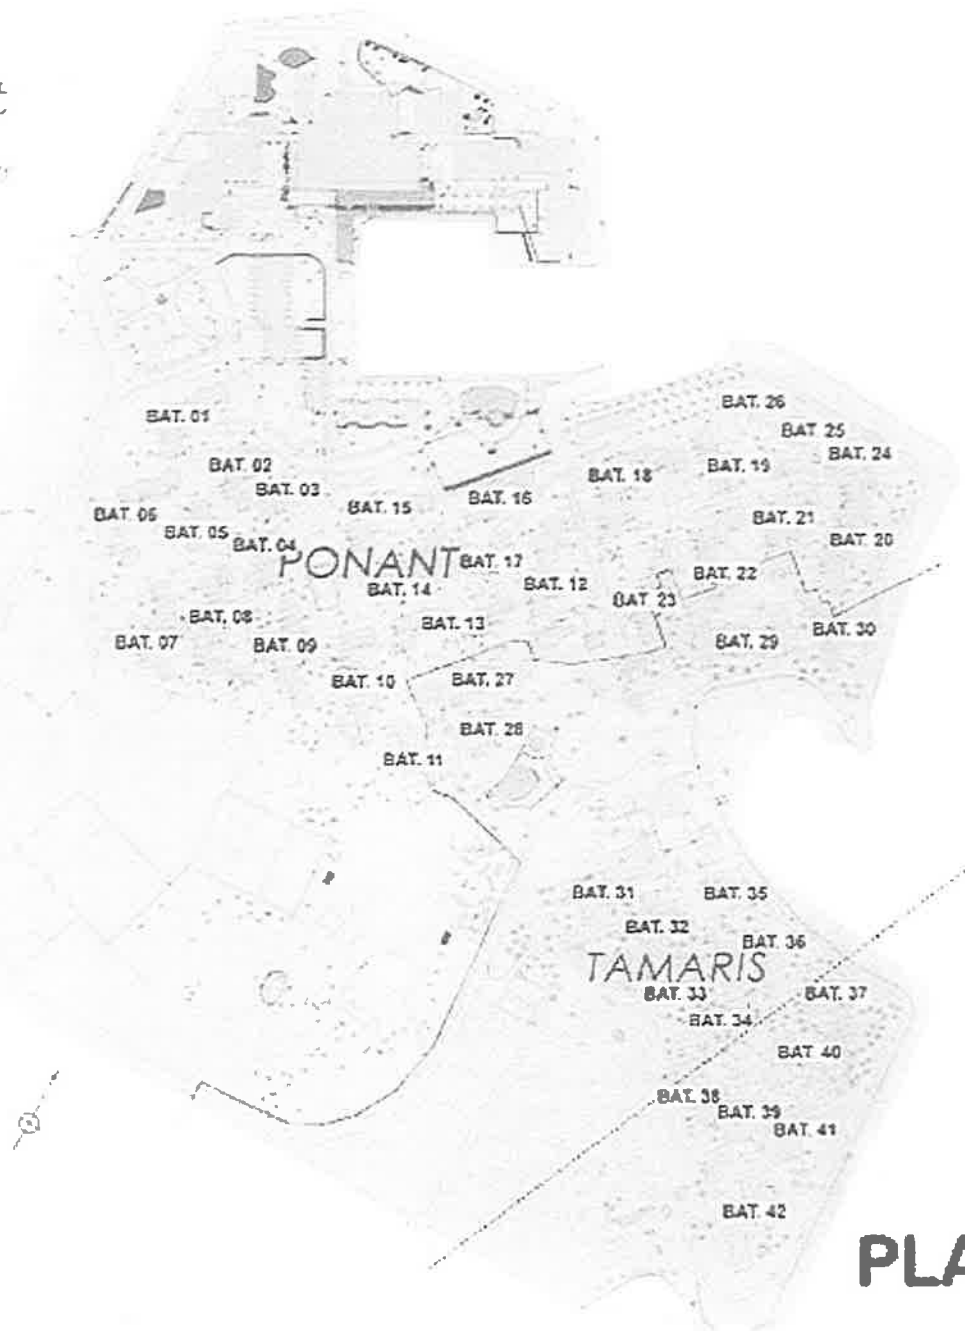 BAT. 01
BAT. 26
BAT. 25
BAT. 24
BAT. 02
BAT. 03
BAT. 18
BAT. 19
BAT. 15
BAT. 16
BAT. 06
BAT. 05
BAT. 04
BAT. 21
BAT. 20
PONANT
BAT. 17
BAT. 14
BAT. 12
BAT. 22
BAT. 23
BAT. 08
BAT. 13
BAT. 07
BAT. 09
BAT. 29
BAT. 30
BAT. 10
BAT. 27
BAT. 28
BAT. 11
BAT. 31
BAT. 35
BAT. 32
BAT. 36
TAMARIS
BAT. 33
BAT. 37
BAT. 34
BAT. 40
BAT. 38
BAT. 39
BAT. 41
BAT. 42
PLA